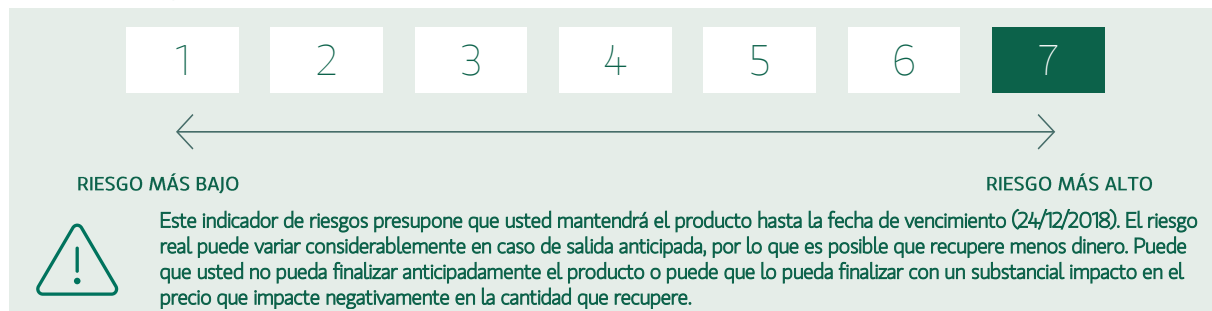 1 2 3 4 5 6 7
RIESGO MÁS BAJO RIESGO MÁS ALTO
Este indicador de riesgos presupone que usted mantendrá el producto hasta la fecha de vencimiento (24/12/2018). El riesgo
real puede variar considerablemente en caso de salida anticipada, por lo que es posible que recupere menos dinero. Puede
que usted no pueda finalizar anticipadamente el producto o puede que lo pueda finalizar con un substancial impacto en el
precio que impacte negativamente en la cantidad que recupere.